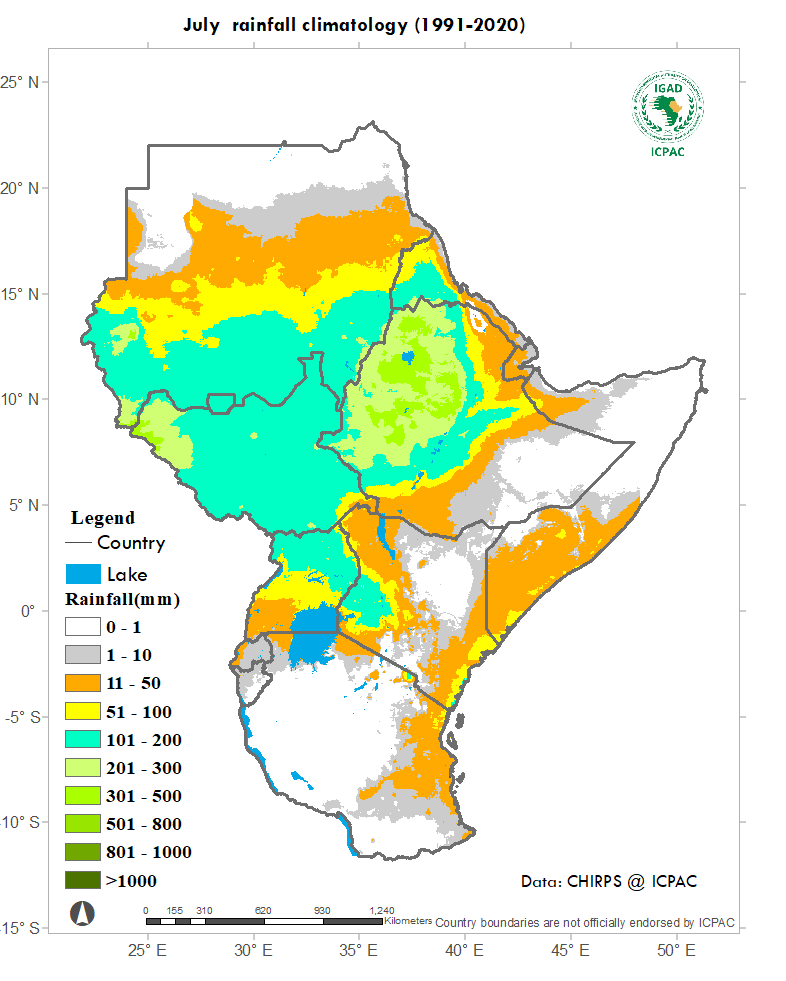 July rainfall climatology (1991-2020)
25° N
20° N
15° N
10° N
5° N
0°
-5° S
-10° S
15° S
IGAD
ICPAC
Legend
Country
Lake
Rainfall(mm)
0 - 1
1 - 10
11 - 50
51 - 100
101 - 200
201 - 300
301 - 500
501 - 800
801 - 1000
>1000
Data: CHIRPS @ ICPAC
0 155 310 620 930 1,240
Kilometers
Country boundaries are not officially endorsed by ICPAC
25° E 30° E 35° E 40° E 45° E 50° E